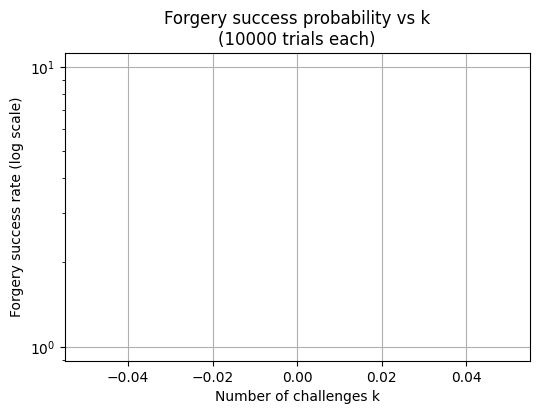 Forgery success probability vs k
(10000 trials each)
Forgery success rate (log scale)
10¹
10⁰
−0.04 −0.02 0.00 0.02 0.04
Number of challenges k